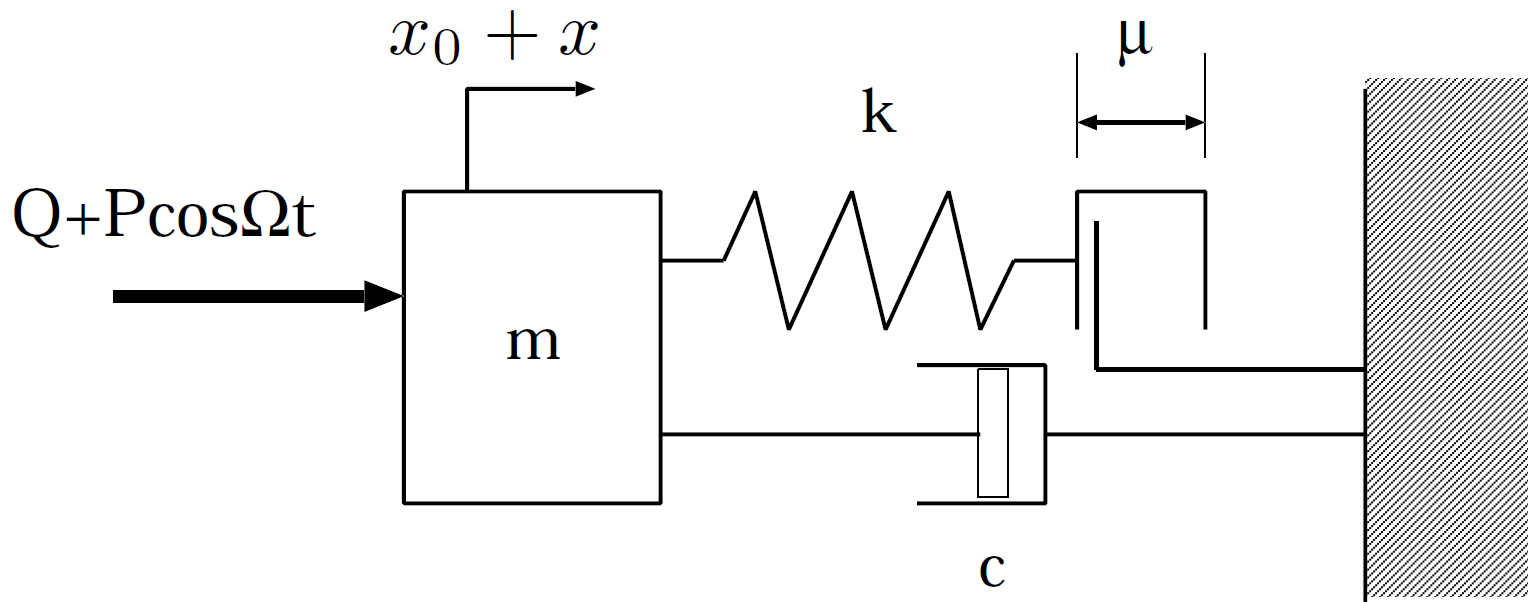 x₀ + x
μ
k
Q+PcosΩt
m
c